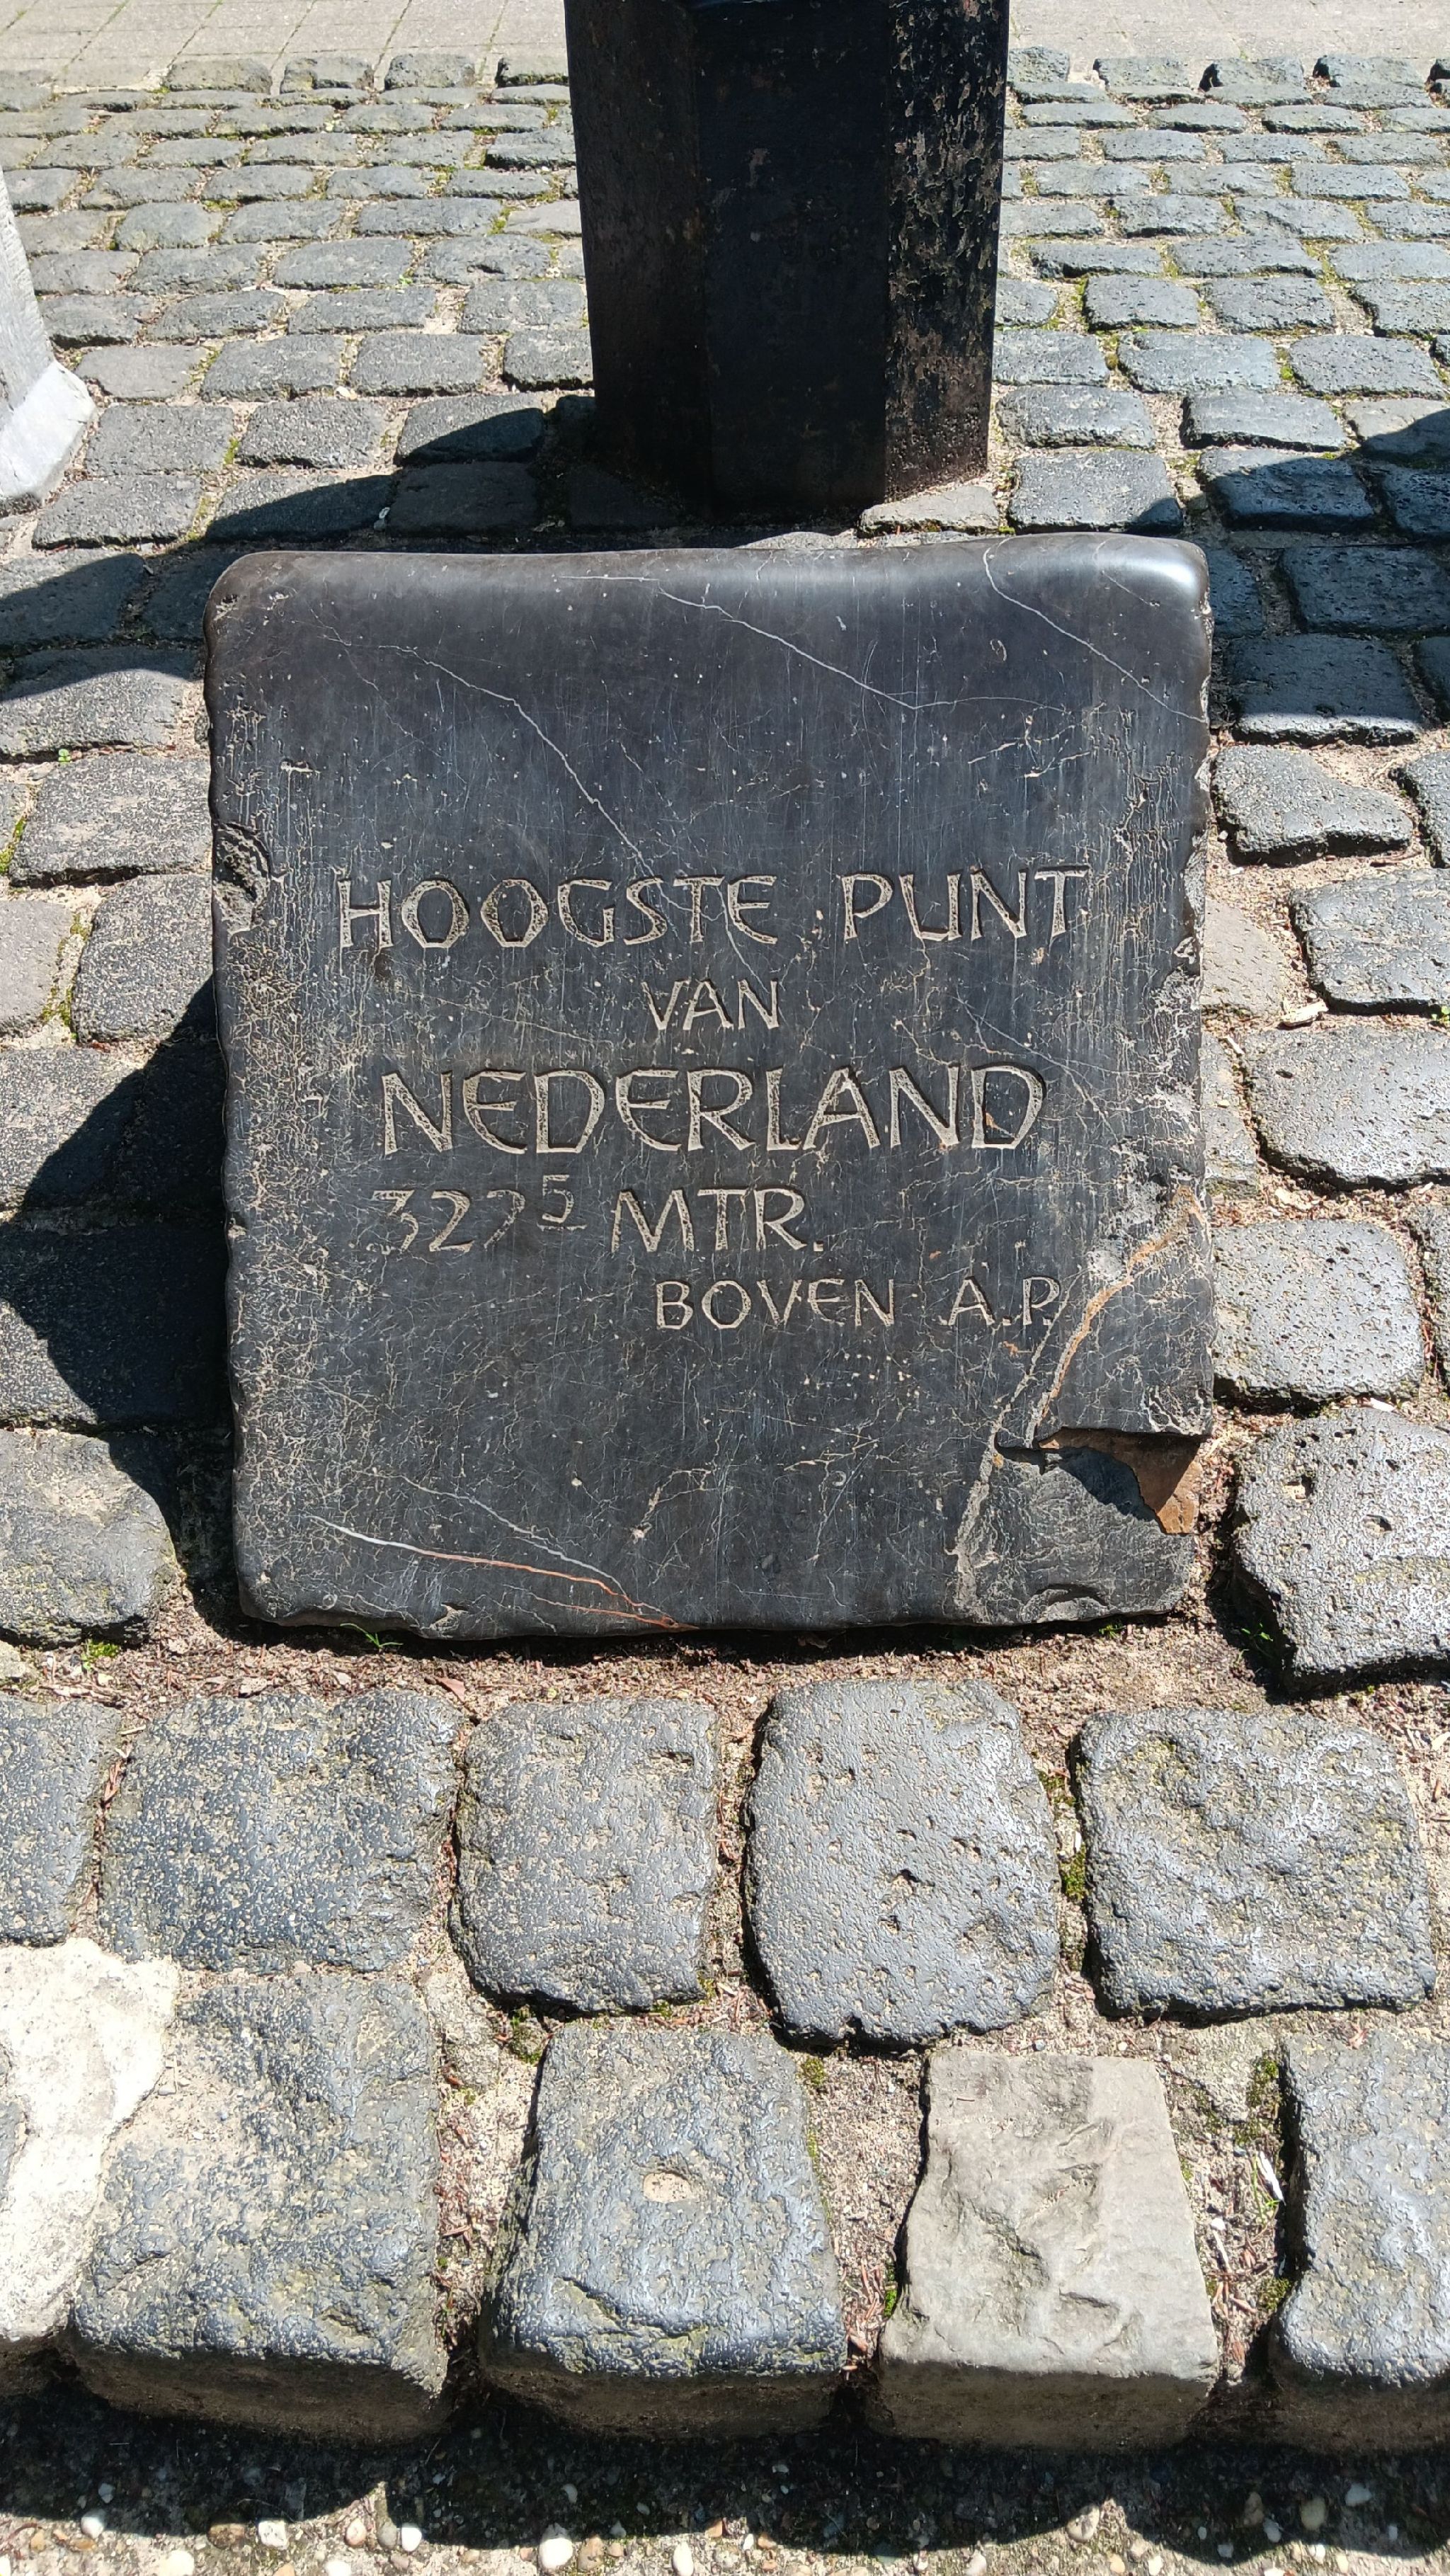 HOOGSTE PUNT
VAN
NEDERLAND
322⁵ MTR.
BOVEN A.P.